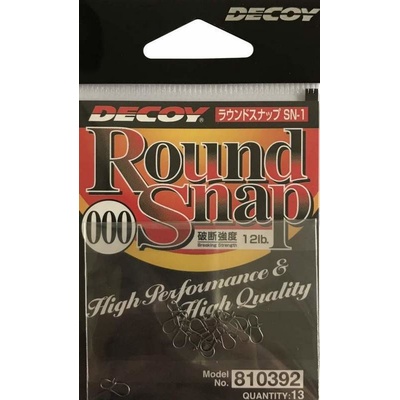 DECOY
DECOY ラウンドスナップ SN-1
Round
Snap
000
破断強度 12lb.
Breaking Strength
High Performance &
High Quality
Model
No. 810392
QUANTITY:13